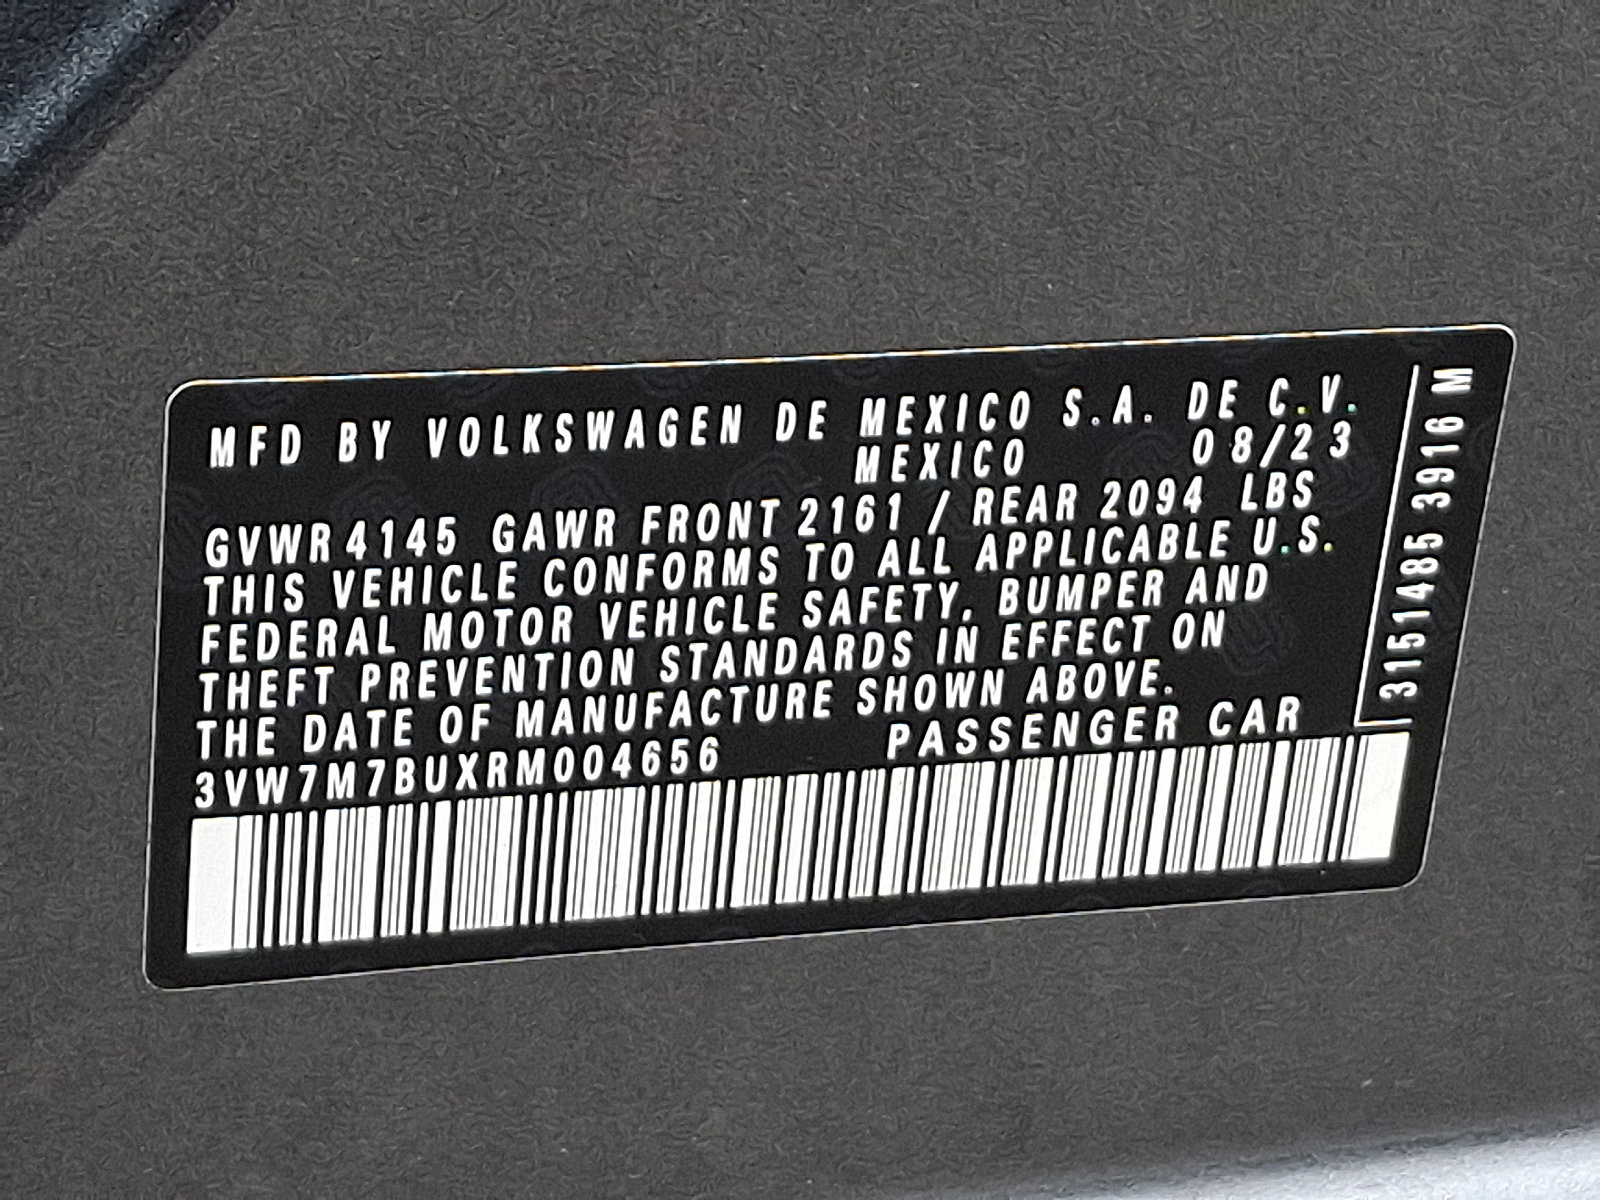 MFD BY VOLKSWAGEN DE MEXICO S.A. DE C.V.
MEXICO 08/23
GVWR 4145 GAWR FRONT 2161 / REAR 2094 LBS
THIS VEHICLE CONFORMS TO ALL APPLICABLE U.S.
FEDERAL MOTOR VEHICLE SAFETY, BUMPER AND
THEFT PREVENTION STANDARDS IN EFFECT ON
THE DATE OF MANUFACTURE SHOWN ABOVE.
3VW7M7BUXRM004656 PASSENGER CAR
3151485 3916 M